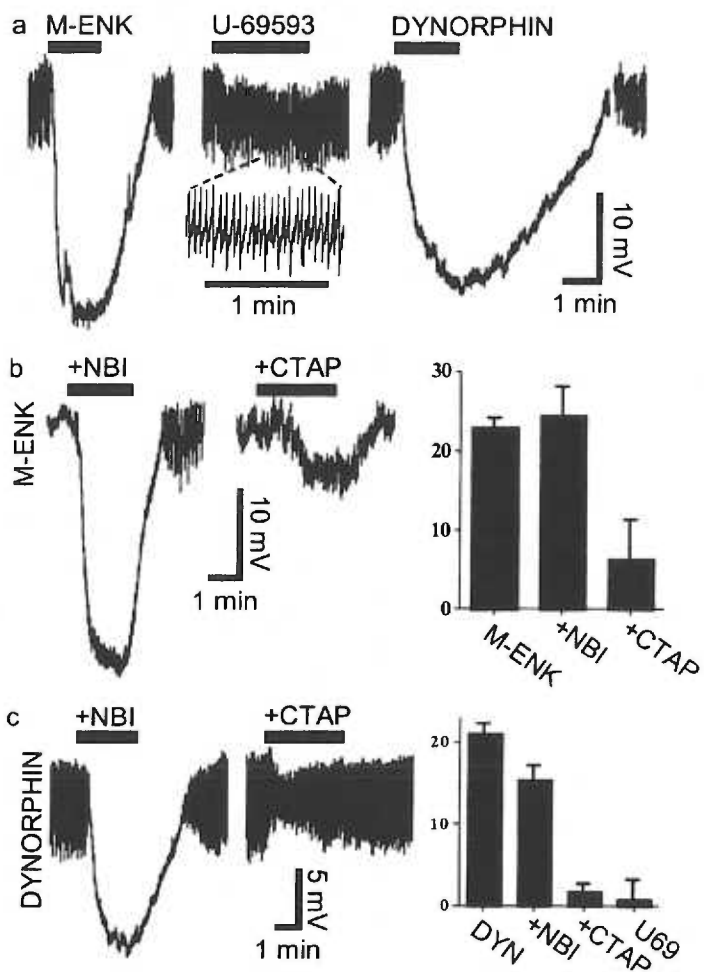 a M-ENK U-69593 DYNORPHIN
10 mV
1 min
1 min
b +NBI +CTAP
M-ENK
10 mV
1 min
30
20
10
0
M-ENK +NBI +CTAP
c +NBI +CTAP
DYNORPHIN
5 mV
1 min
20
10
0
DYN +NBI +CTAP U69